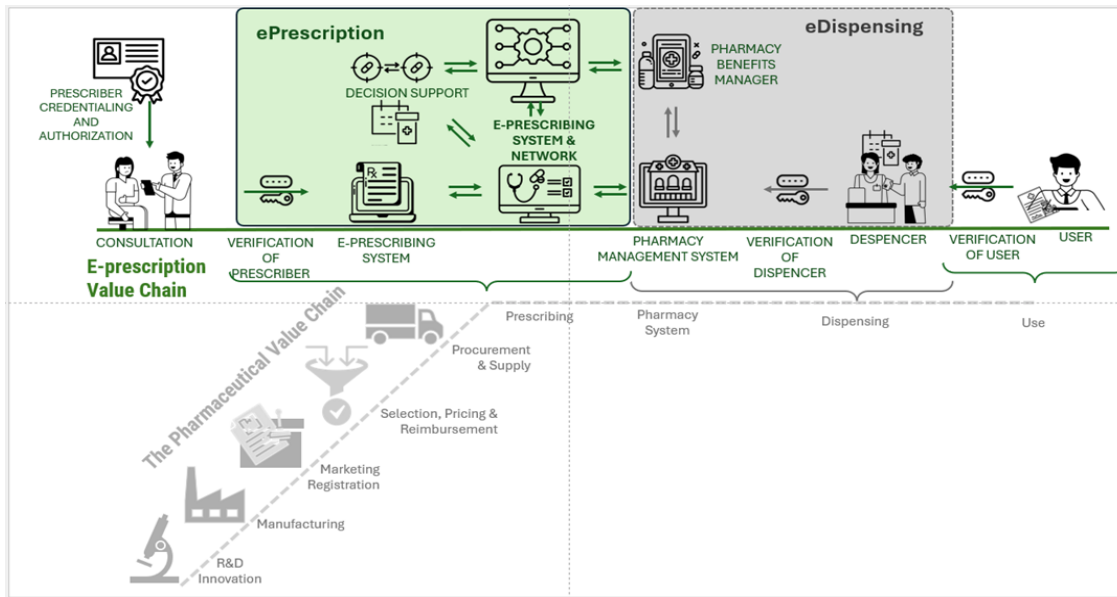 ePrescription
eDispensing
PRESCRIBER
CREDENTIALING
AND
AUTHORIZATION
DECISION SUPPORT
E-PRESCRIBING
SYSTEM &
NETWORK
Rx
PHARMACY
BENEFITS
MANAGER
CONSULTATION
VERIFICATION
OF
PRESCRIBER
E-PRESCRIBING
SYSTEM
PHARMACY
MANAGEMENT SYSTEM
VERIFICATION
OF
DISPENCER
DESPENCER
VERIFICATION
OF USER
USER
E-prescription
Value Chain
The Pharmaceutical Value Chain
Prescribing
Pharmacy
System
Dispensing
Use
Procurement
& Supply
Selection, Pricing &
Reimbursement
Marketing
Registration
Manufacturing
R&D
Innovation